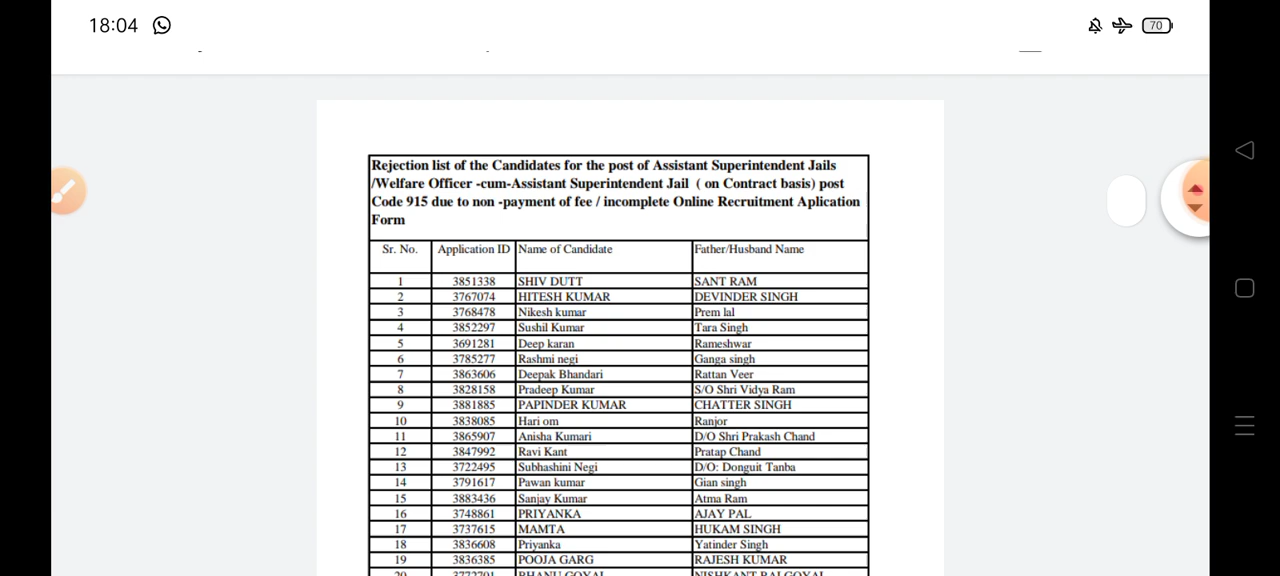 18:04
70
Rejection list of the Candidates for the post of Assistant Superintendent Jails
/Welfare Officer -cum-Assistant Superintendent Jail ( on Contract basis) post
Code 915 due to non -payment of fee / incomplete Online Recruitment Aplication
Form
Sr. No. Application ID Name of Candidate Father/Husband Name
1 3851338 SHIV DUTT SANT RAM
2 3767074 HITESH KUMAR DEVINDER SINGH
3 3768478 Nikesh kumar Prem lal
4 3852297 Sushil Kumar Tara Singh
5 3691281 Deep karan Rameshwar
6 3785277 Rashmi negi Ganga singh
7 3863606 Deepak Bhandari Rattan Veer
8 3828158 Pradeep Kumar S/O Shri Vidya Ram
9 3881885 PAPINDER KUMAR CHATTER SINGH
10 3838085 Hari om Ranjor
11 3865907 Anisha Kumari D/O Shri Prakash Chand
12 3847992 Ravi Kant Pratap Chand
13 3722495 Subhashini Negi D/O: Donguit Tanba
14 3791617 Pawan kumar Gian singh
15 3883436 Sanjay Kumar Atma Ram
16 3748861 PRIYANKA AJAY PAL
17 3737615 MAMTA HUKAM SINGH
18 3836608 Priyanka Yatinder Singh
19 3836385 POOJA GARG RAJESH KUMAR